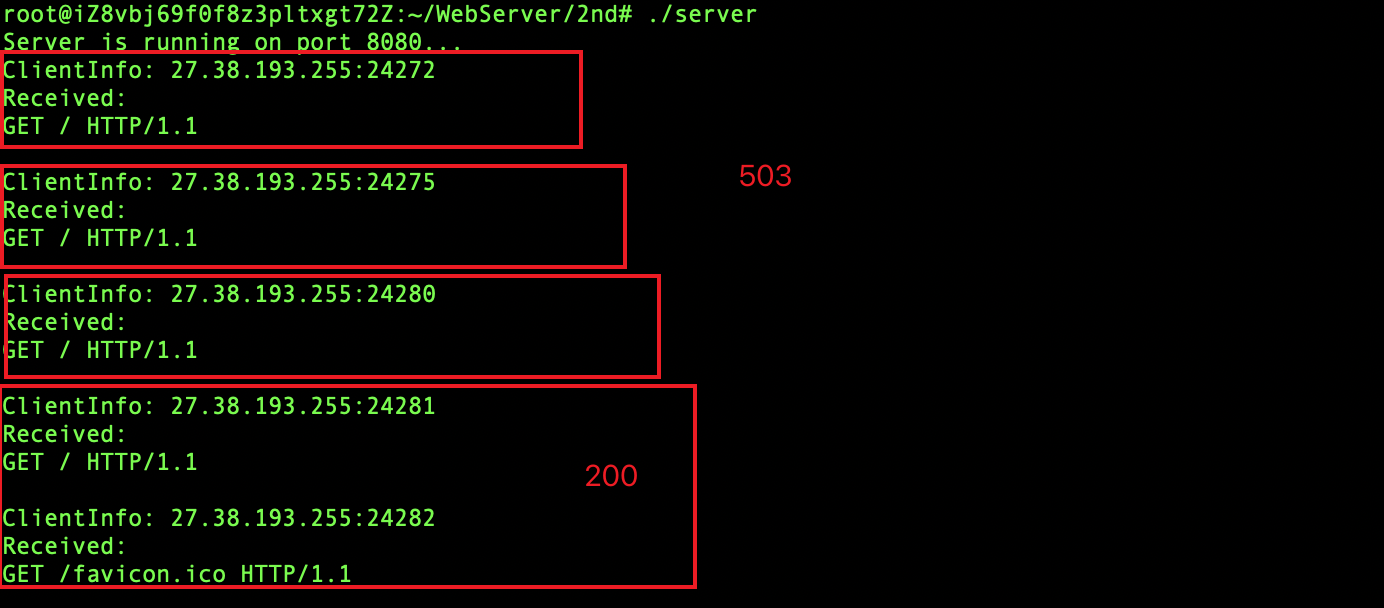 root@iZ8vbj69f0f8z3pltxgt72Z:~/WebServer/2nd# ./server
Server is running on port 8080...
ClientInfo: 27.38.193.255:24272
Received:
GET / HTTP/1.1
503
ClientInfo: 27.38.193.255:24275
Received:
GET / HTTP/1.1
ClientInfo: 27.38.193.255:24280
Received:
GET / HTTP/1.1
ClientInfo: 27.38.193.255:24281
Received:
GET / HTTP/1.1
200
ClientInfo: 27.38.193.255:24282
Received:
GET /favicon.ico HTTP/1.1